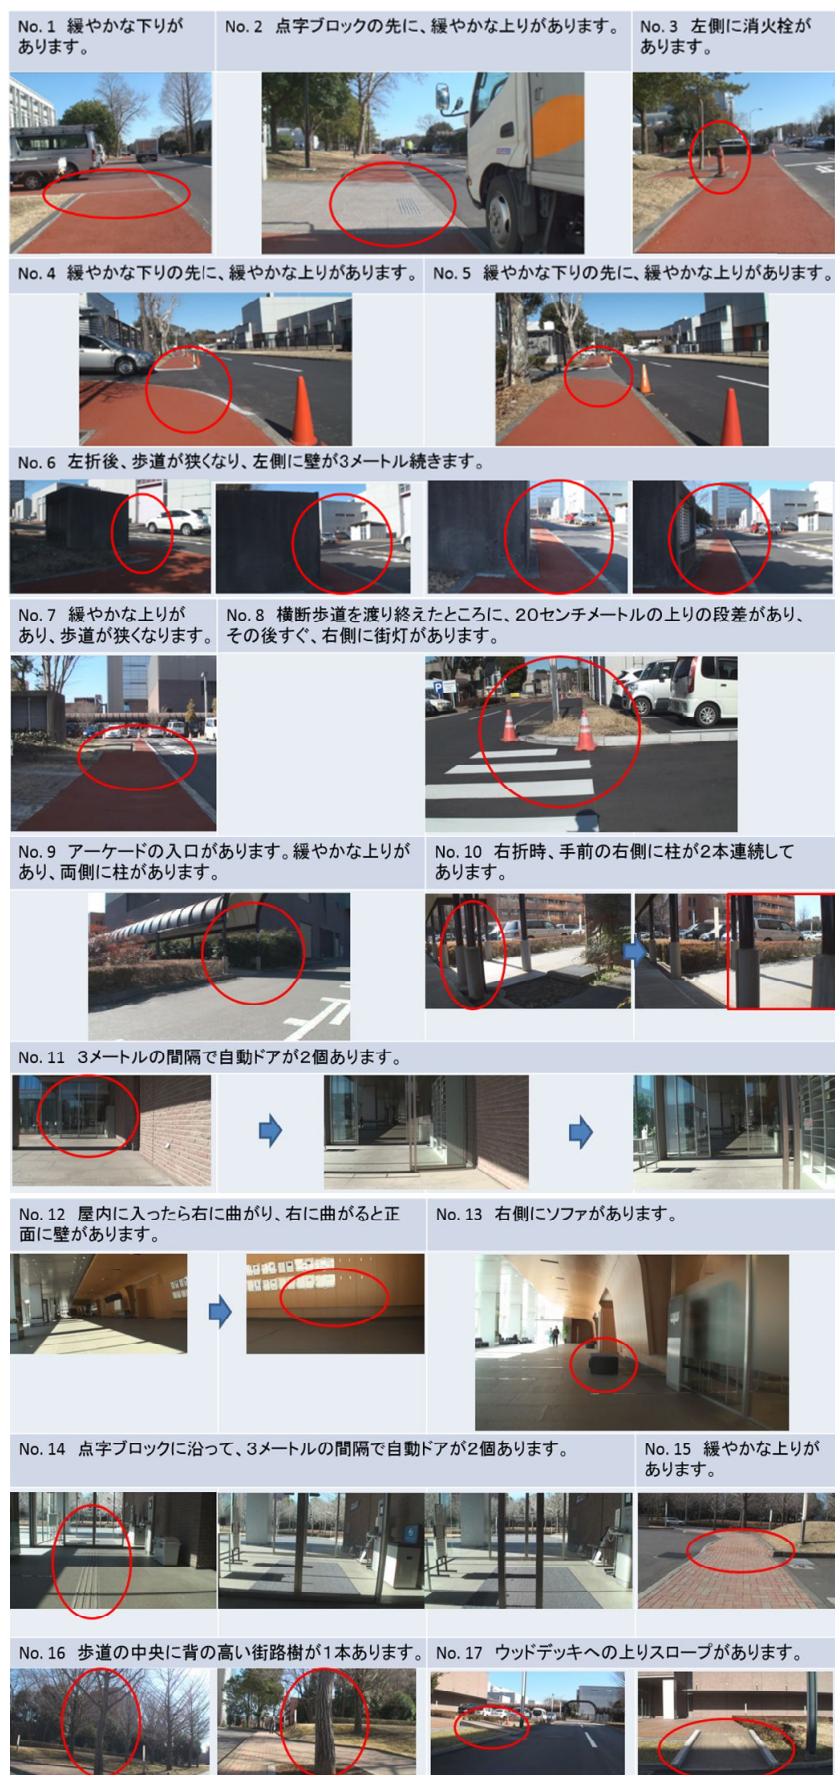 No. 1 緩やかな下りが
あります。
No. 2 点字ブロックの先に、緩やかな上りがあります。
No. 3 左側に消火栓が
あります。
No. 4 緩やかな下りの先に、緩やかな上りがあります。
No. 5 緩やかな下りの先に、緩やかな上りがあります。
No. 6 左折後、歩道が狭くなり、左側に壁が3メートル続きます。
No. 7 緩やかな上りが
あり、歩道が狭くなります。
No. 8 横断歩道を渡り終えたところに、20センチメートルの上りの段差があり、
その後すぐ、右側に街灯があります。
P
No. 9 アーケードの入口があります。緩やかな上りが
あり、両側に柱があります。
No. 10 右折時、手前の右側に柱が2本連続して
あります。
No. 11 3メートルの間隔で自動ドアが2個あります。
No. 12 屋内に入ったら右に曲がり、右に曲がると正
面に壁があります。
No. 13 右側にソファがあります。
No. 14 点字ブロックに沿って、3メートルの間隔で自動ドアが2個あります。
No. 15 緩やかな上りが
あります。
No. 16 歩道の中央に背の高い街路樹が1本あります。
No. 17 ウッドデッキへの上りスロープがあります。